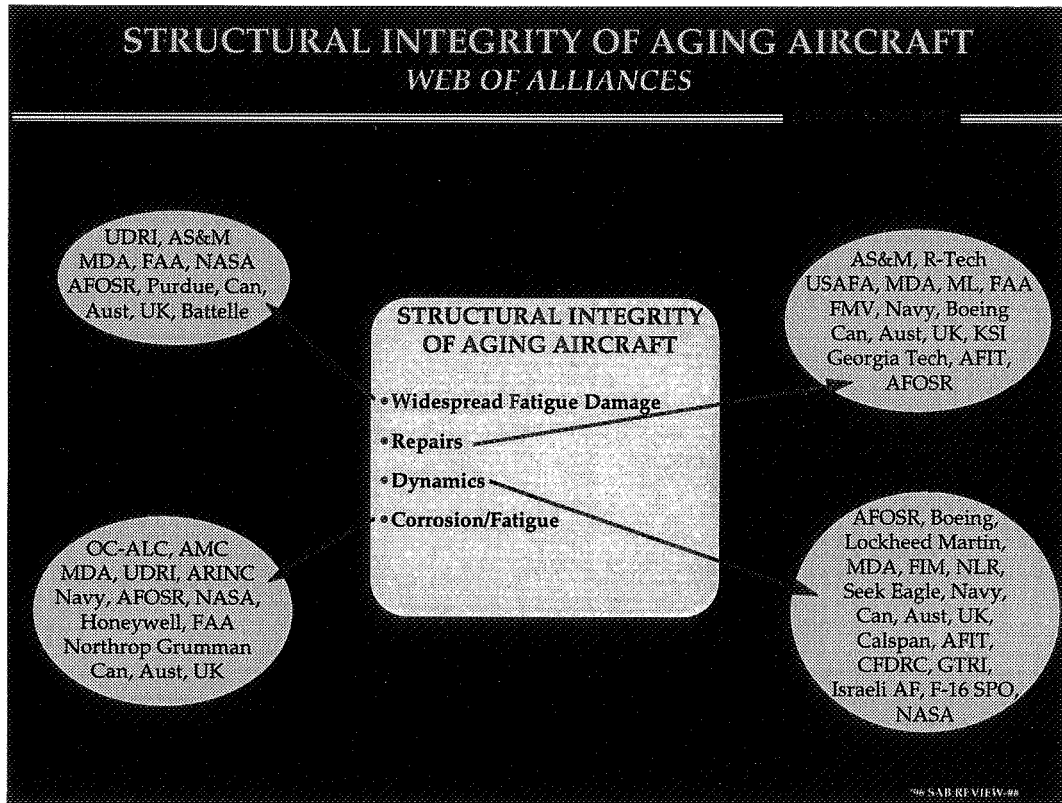 STRUCTURAL INTEGRITY OF AGING AIRCRAFT
WEB OF ALLIANCES
UDRI, AS&M
MDA, FAA, NASA
AFOSR, Purdue, Can,
Aust, UK, Battelle
AS&M, R-Tech
USAFA, MDA, ML, FAA
FMV, Navy, Boeing
Can, Aust, UK, KSI
Georgia Tech, AFIT,
AFOSR
STRUCTURAL INTEGRITY
OF AGING AIRCRAFT
•Widespread Fatigue Damage
•Repairs
•Dynamics
•Corrosion/Fatigue
OC-ALC, AMC
MDA, UDRI, ARINC
Navy, AFOSR, NASA,
Honeywell, FAA
Northrop Grumman
Can, Aust, UK
AFOSR, Boeing,
Lockheed Martin,
MDA, FIM, NLR,
Seek Eagle, Navy,
Can, Aust, UK,
Calspan, AFIT,
CFDRC, GTRI,
Israeli AF, F-16 SPO,
NASA
'96 SAB REVIEW-##